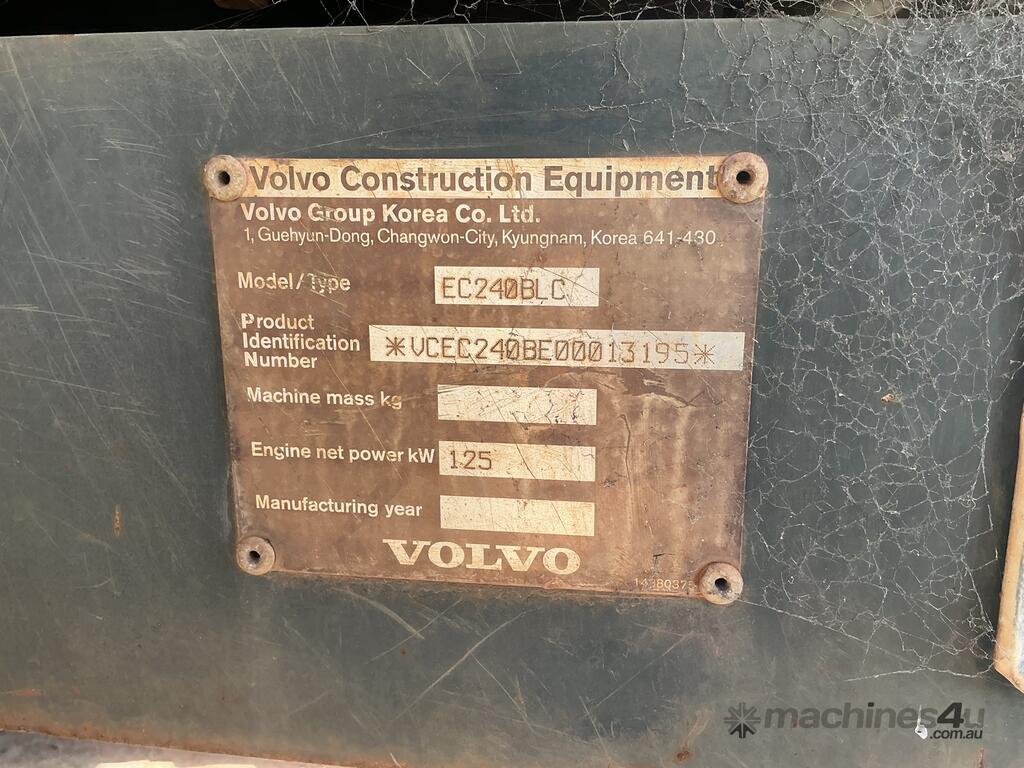 Volvo Construction Equipment
Volvo Group Korea Co. Ltd.
1, Guehyun-Dong, Changwon-City, Kyungnam, Korea 641-430
Model/Type EC240BLC
Product
Identification
Number *VCEC240BE00013195*
Machine mass kg
Engine net power kW 125
Manufacturing year
VOLVO
machines4u
.com.au